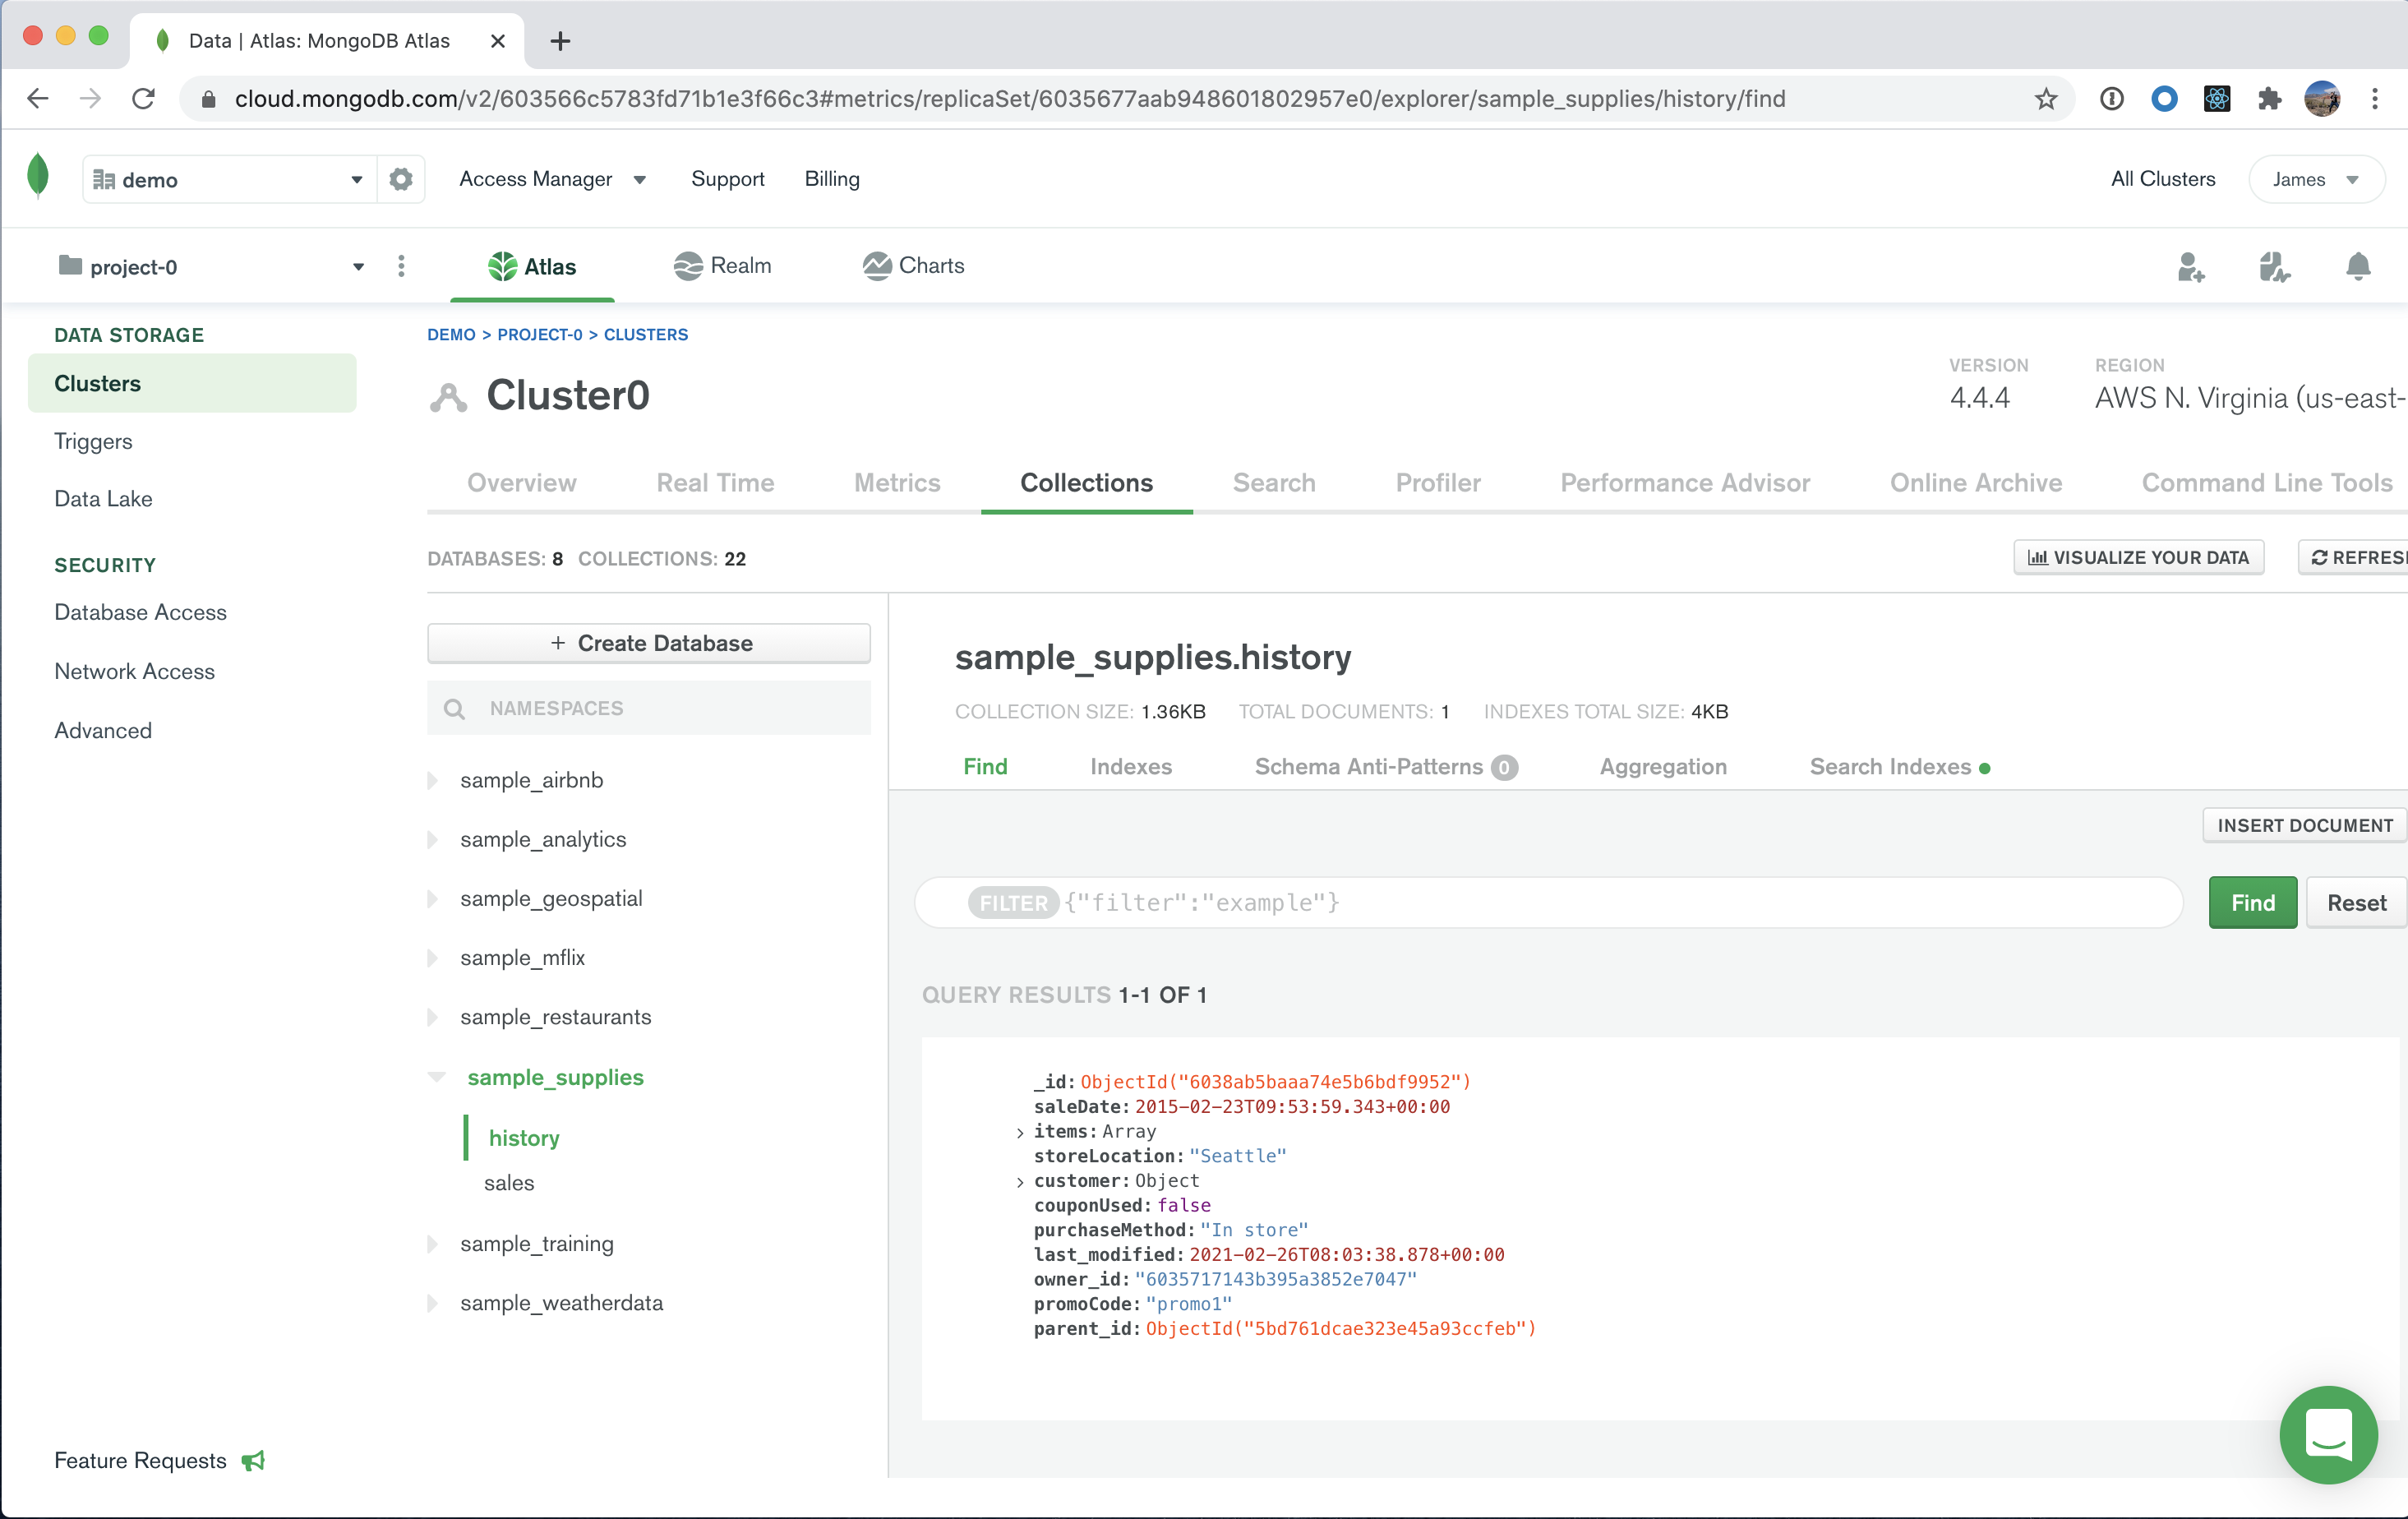 Data | Atlas: MongoDB Atlas
cloud.mongodb.com/v2/603566c5783fd71b1e3f66c3#metrics/replicaSet/6035677aab948601802957e0/explorer/sample_supplies/history/find
demo Access Manager Support Billing All Clusters James
project-0 Atlas Realm Charts
DATA STORAGE
Clusters
Triggers
Data Lake
SECURITY
Database Access
Network Access
Advanced
Feature Requests
DEMO > PROJECT-0 > CLUSTERS
Cluster0
VERSION
4.4.4
REGION
AWS N. Virginia (us-east-
Overview Real Time Metrics Collections Search Profiler Performance Advisor Online Archive Command Line Tools
DATABASES: 8 COLLECTIONS: 22
VISUALIZE YOUR DATA
REFRES
+ Create Database
NAMESPACES
sample_airbnb
sample_analytics
sample_geospatial
sample_mflix
sample_restaurants
sample_supplies
history
sales
sample_training
sample_weatherdata
sample_supplies.history
COLLECTION SIZE: 1.36KB TOTAL DOCUMENTS: 1 INDEXES TOTAL SIZE: 4KB
Find Indexes Schema Anti-Patterns 0 Aggregation Search Indexes
INSERT DOCUMENT
FILTER {"filter":"example"}
Find Reset
QUERY RESULTS 1-1 OF 1
_id: ObjectId("6038ab5baaa74e5b6bdf9952")
saleDate: 2015-02-23T09:53:59.343+00:00
items: Array
storeLocation: "Seattle"
customer: Object
couponUsed: false
purchaseMethod: "In store"
last_modified: 2021-02-26T08:03:38.878+00:00
owner_id: "6035717143b395a3852e7047"
promoCode: "promo1"
parent_id: ObjectId("5bd761dcae323e45a93ccfeb")